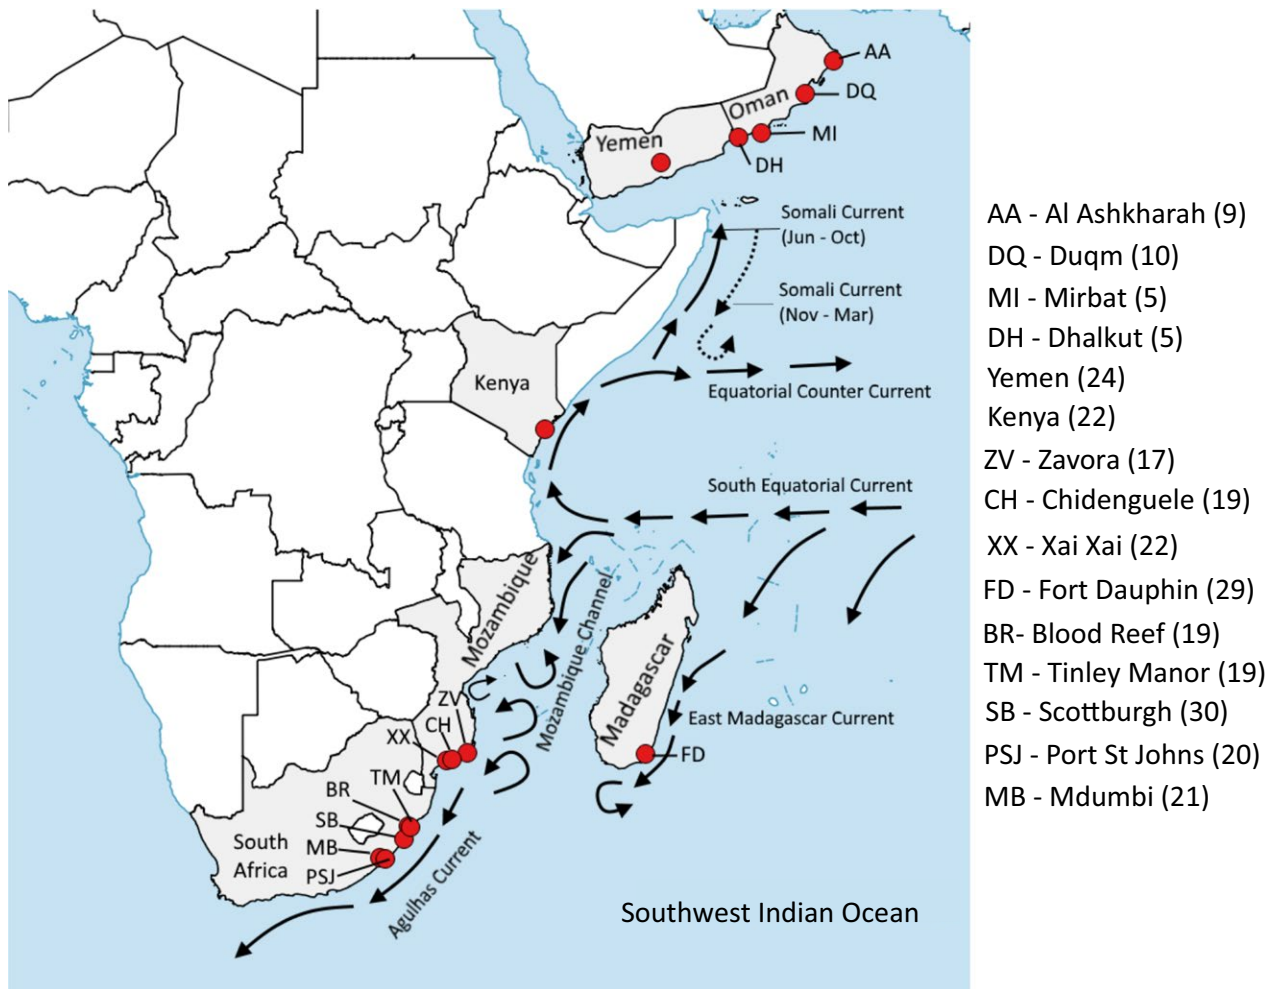 AA
DQ
Oman
MI
Yemen
DH
Somali Current
(Jun - Oct)
Somali Current
(Nov - Mar)
Kenya
Equatorial Counter Current
South Equatorial Current
Mozambique
Mozambique Channel
Madagascar
ZV
CH
XX
East Madagascar Current
FD
TM
BR
SB
South
Africa
MB
PSJ
Agulhas Current
Southwest Indian Ocean
AA - Al Ashkharah (9)
DQ - Duqm (10)
MI - Mirbat (5)
DH - Dhalkut (5)
Yemen (24)
Kenya (22)
ZV - Zavora (17)
CH - Chidenguele (19)
XX - Xai Xai (22)
FD - Fort Dauphin (29)
BR- Blood Reef (19)
TM - Tinley Manor (19)
SB - Scottburgh (30)
PSJ - Port St Johns (20)
MB - Mdumbi (21)